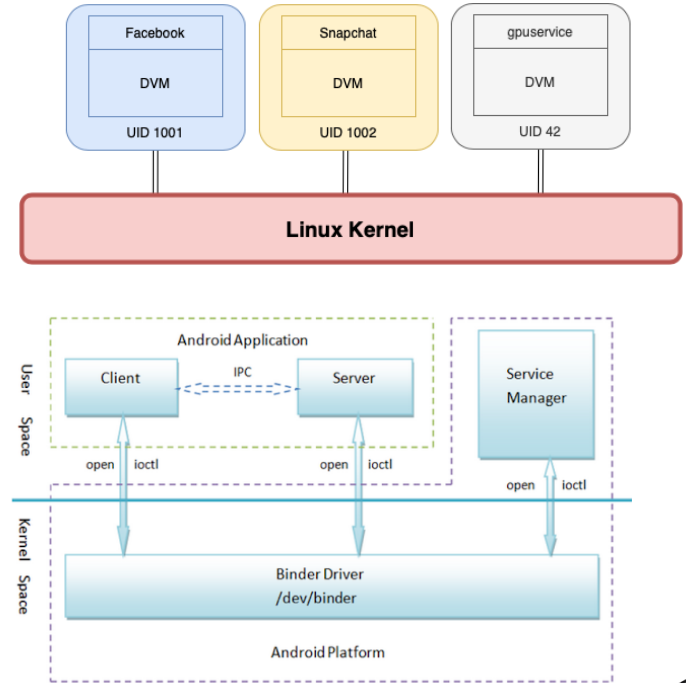 Facebook
DVM
UID 1001
Snapchat
DVM
UID 1002
gpuservice
DVM
UID 42
Linux Kernel
Android Application
Client
IPC
Server
Service
Manager
User Space
open ioctl
open ioctl
open ioctl
Kernel Space
Binder Driver
/dev/binder
Android Platform